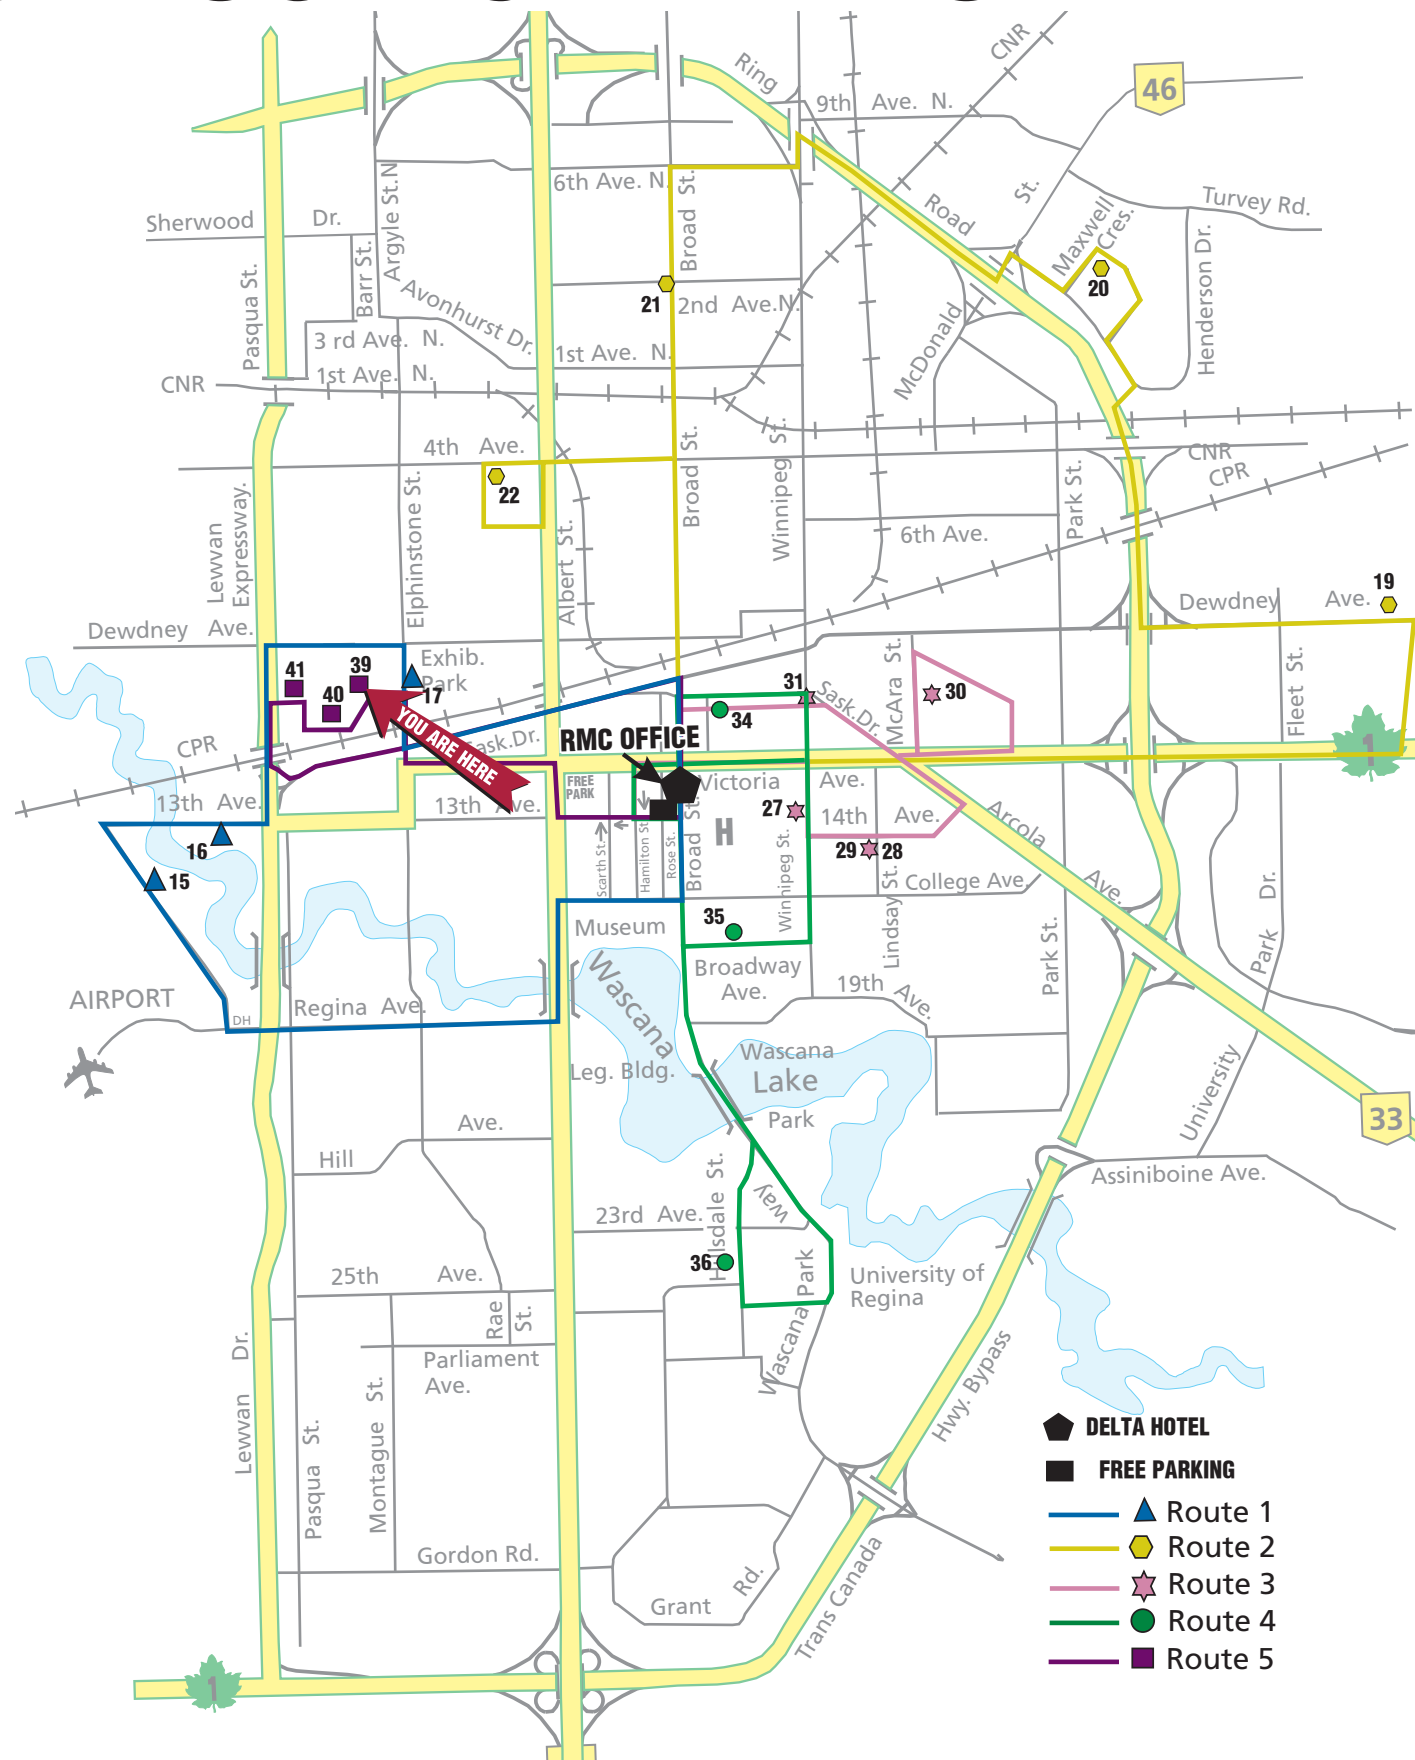 CNR
46
Ring
9th Ave. N.
6th Ave. N.
Broad St.
Argyle St.N
St.
Turvey Rd.
Sherwood Dr.
Road
Maxwell
Cres.
Henderson Dr.
Pasqua St.
Barr St.
20
Avonhurst Dr.
21
2nd Ave.N.
3 rd Ave. N.
1st Ave. N.
McDonald
CNR
1st Ave. N.
4th Ave.
Broad St.
Winnipeg St.
CNR
CPR
22
Park St.
Lewvan
Expressway.
Elphinstone St.
Albert St.
6th Ave.
19
Dewdney Ave.
Dewdney Ave.
Exhib.
Park
41
39
40
17
31
Sask.Dr.
McAra St.
30
Fleet St.
34
CPR
YOU ARE HERE
Sask.Dr.
RMC OFFICE
1
FREE
PARK
Victoria Ave.
13th Ave.
13th Ave.
27
14th Ave.
Arcola
Ave.
16
15
Scarth St.
Hamilton St.
Rose St.
Broad St.
H
Winnipeg St.
29
28
College Ave.
Lindsay St.
Park St.
Park Dr.
Museum
35
Broadway
Ave.
19th Ave.
Wascana
AIRPORT
DH
Regina Ave.
Leg. Bldg.
Wascana
Lake
Park
University
33
Ave.
Hill
Hillsdale St.
Way
Assiniboine Ave.
23rd Ave.
36
25th Ave.
University of
Regina
Wascana Park
Rae St.
Lewvan Dr.
Parliament
Ave.
Hwy. Bypass
Pasqua St.
Montague St.
DELTA HOTEL
FREE PARKING
Route 1
Route 2
Route 3
Route 4
Route 5
Gordon Rd.
Grant Rd.
Trans Canada
1